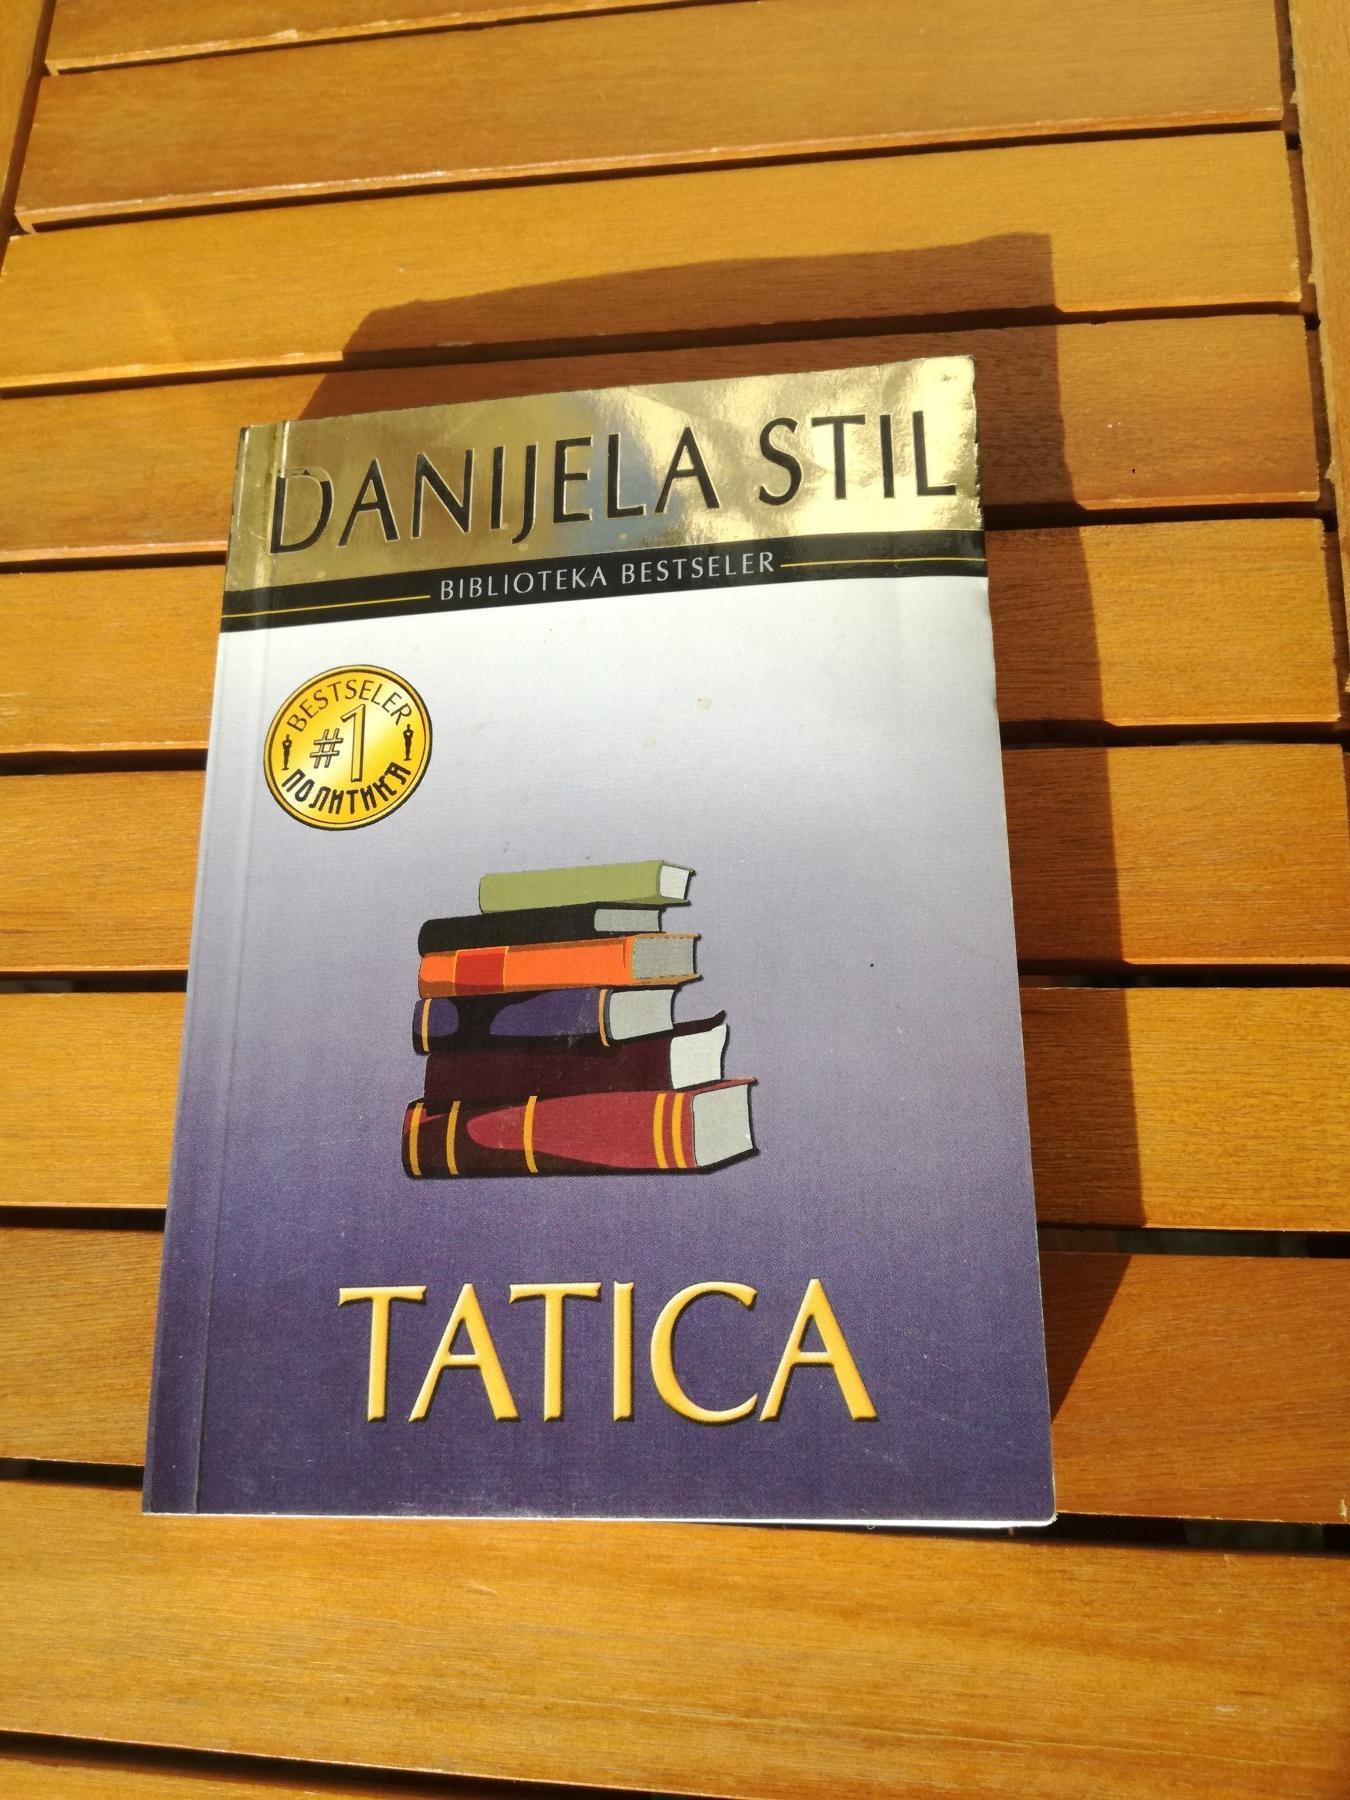 DANIJELA STIL
BIBLIOTEKA BESTSELER
BESTSELER
#1
ПОЛИТИКА
TATICA